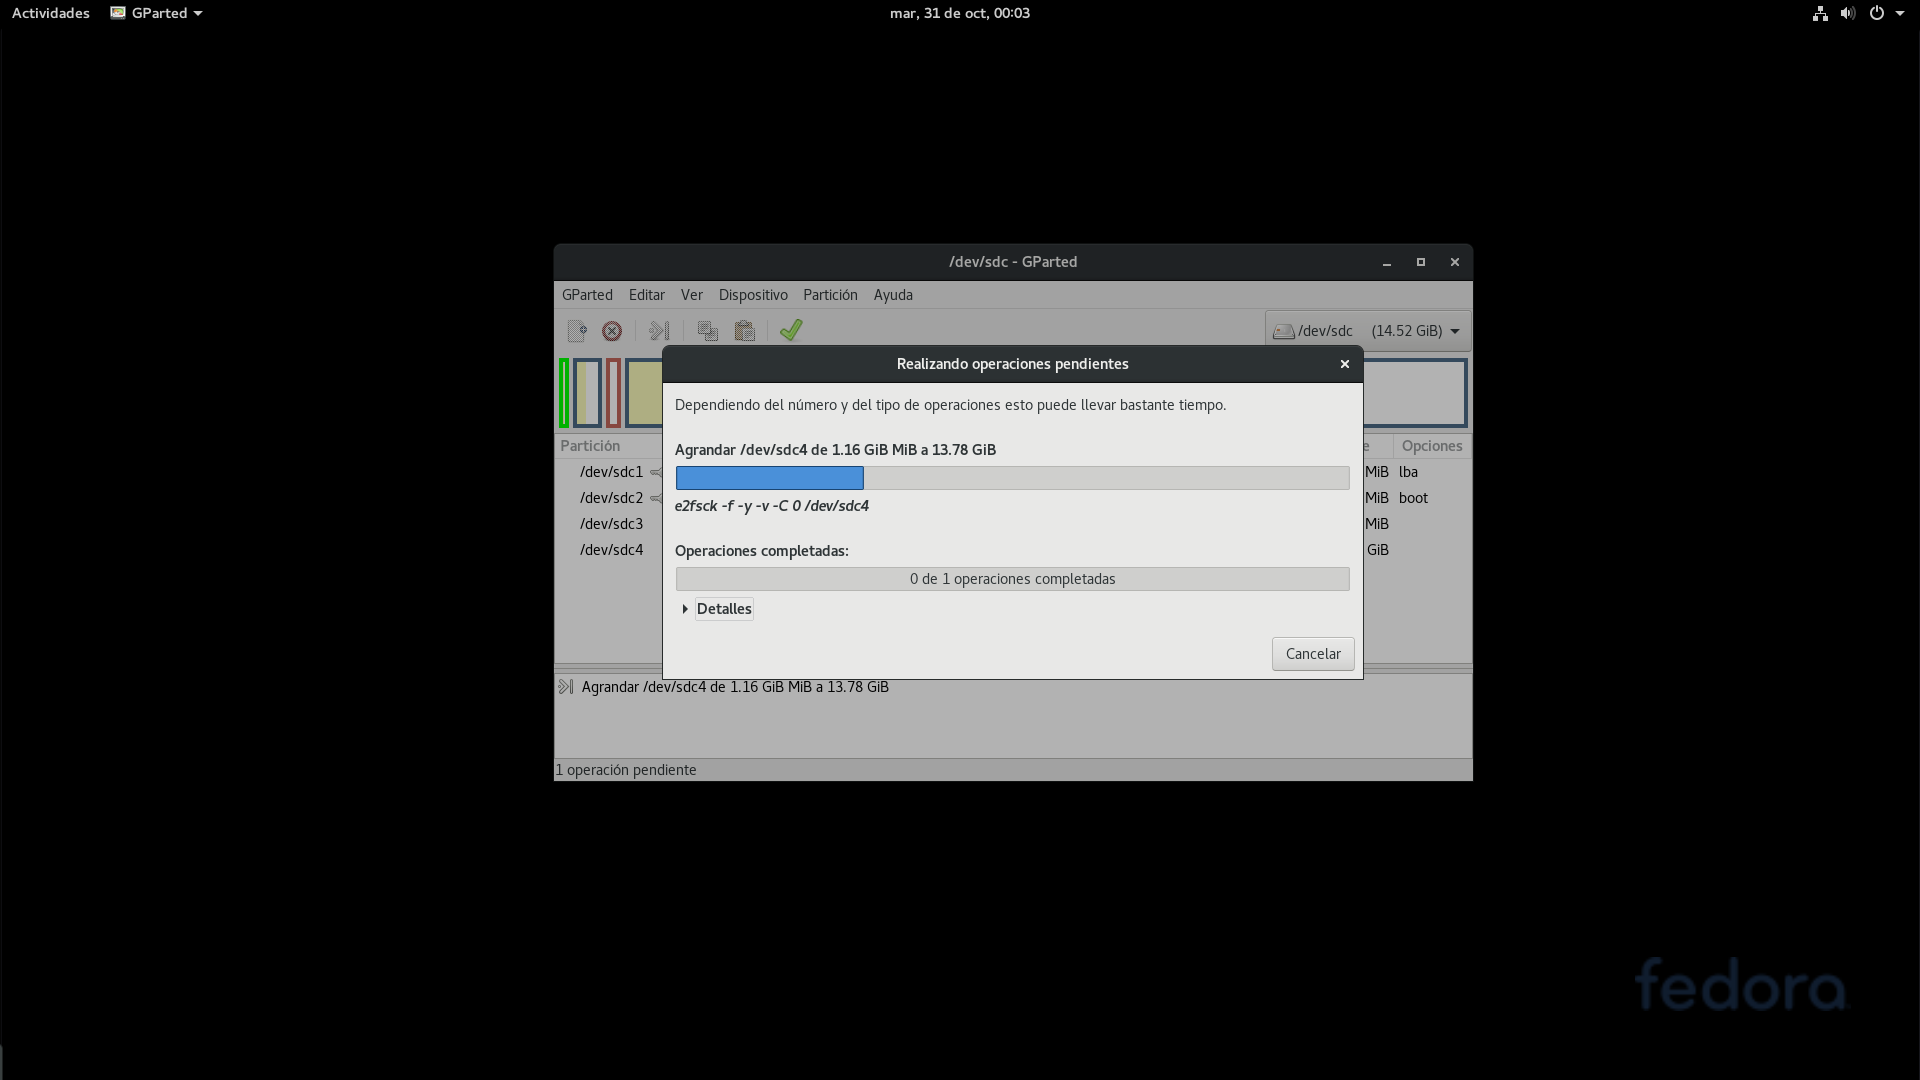 Actividades GParted mar, 31 de oct, 00:03
/dev/sdc - GParted
GParted Editar Ver Dispositivo Partición Ayuda
/dev/sdc (14.52 GiB)
Realizando operaciones pendientes
Dependiendo del número y del tipo de operaciones esto puede llevar bastante tiempo.
Agrandar /dev/sdc4 de 1.16 GiB MiB a 13.78 GiB
e2fsck -f -y -v -C 0 /dev/sdc4
Operaciones completadas:
0 de 1 operaciones completadas
Detalles
Cancelar
Partición e Opciones
/dev/sdc1 MiB lba
/dev/sdc2 MiB boot
/dev/sdc3 MiB
/dev/sdc4 GiB
Agrandar /dev/sdc4 de 1.16 GiB MiB a 13.78 GiB
1 operación pendiente
fedora